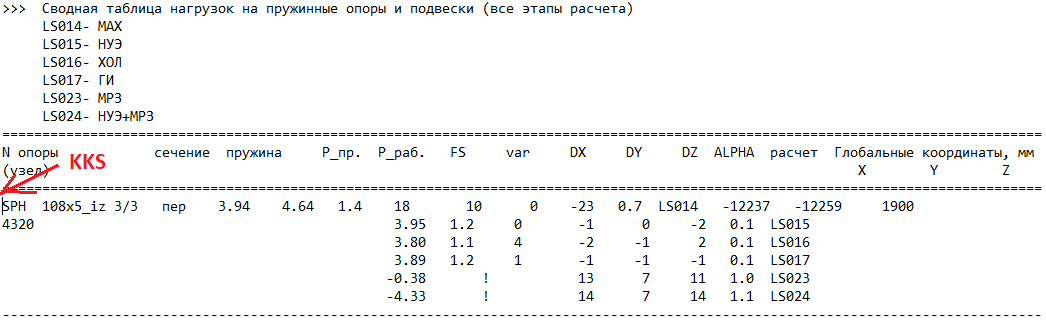 >>> Сводная таблица нагрузок на пружинные опоры и подвески (все этапы расчета)
LS014- МАХ
LS015- НУЭ
LS016- ХОЛ
LS017- ГИ
LS023- МРЗ
LS024- НУЭ+МРЗ
================================================================================
N опоры сечение пружина P_пр. P_раб. FS var DX DY DZ ALPHA расчет Глобальные координаты, мм
KKS
(узел) X Y Z
================================================================================
SPH 108x5_iz 3/3 пер 3.94 4.64 1.4 18 10 0 -23 0.7 LS014 -12237 -12259 1900
4320 3.95 1.2 0 -1 0 -2 0.1 LS015
3.80 1.1 4 -2 -1 2 0.1 LS016
3.89 1.2 1 -1 -1 -1 0.1 LS017
-0.38 ! 13 7 11 1.0 LS023
-4.33 ! 14 7 14 1.1 LS024
--------------------------------------------------------------------------------